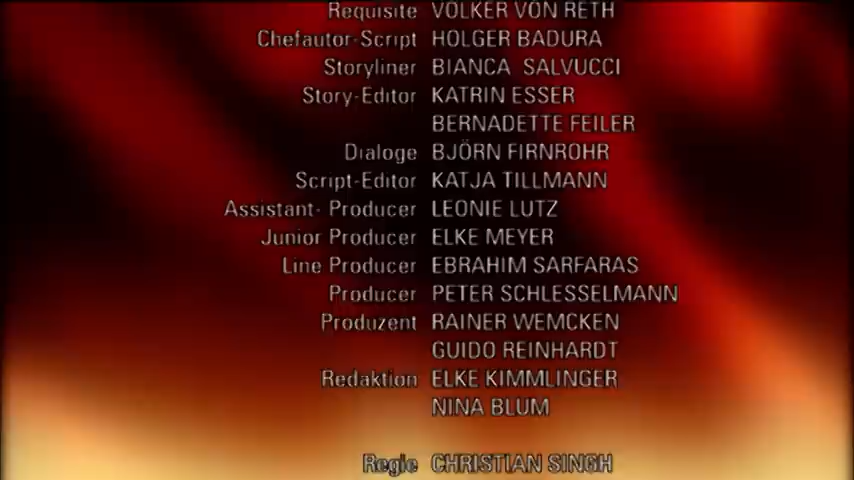 Requisite VOLKER VON RETH
Chefautor-Script HOLGER BADURA
Storyliner BIANCA SALVUCCI
Story-Editor KATRIN ESSER
BERNADETTE FEILER
Dialoge BJÖRN FIRNROHR
Script-Editor KATJA TILLMANN
Assistant- Producer LEONIE LUTZ
Junior Producer ELKE MEYER
Line Producer EBRAHIM SARFARAS
Producer PETER SCHLESSELMANN
Produzent RAINER WEMCKEN
GUIDO REINHARDT
Redaktion ELKE KIMMLINGER
NINA BLUM
Regie CHRISTIAN SINGH